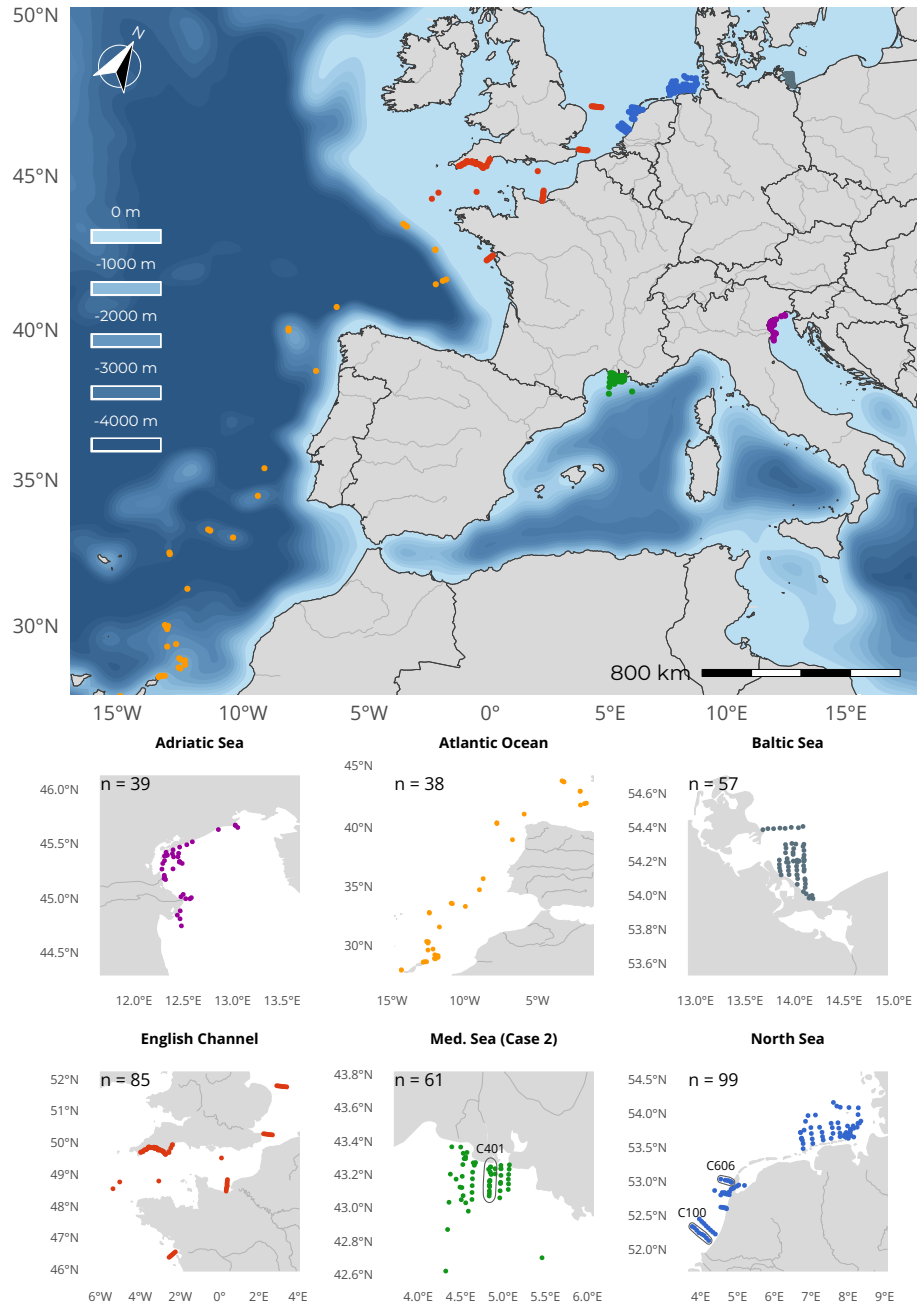 50°N
N
45°N
0 m
-1000 m
40°N
-2000 m
-3000 m
-4000 m
35°N
30°N
800 km
15°W 10°W 5°W 0° 5°E 10°E 15°E
Adriatic Sea Atlantic Ocean Baltic Sea
n = 39
46.0°N
45.5°N
45.0°N
44.5°N
12.0°E 12.5°E 13.0°E 13.5°E
n = 38
45°N
40°N
35°N
30°N
15°W 10°W 5°W
n = 57
54.6°N
54.4°N
54.2°N
54.0°N
53.8°N
53.6°N
13.0°E 13.5°E 14.0°E 14.5°E 15.0°E
English Channel Med. Sea (Case 2) North Sea
n = 85
52°N
51°N
50°N
49°N
48°N
47°N
46°N
6°W 4°W 2°W 0° 2°E 4°E
n = 61
43.8°N
43.6°N
43.4°N
C401
43.2°N
43.0°N
42.8°N
42.6°N
4.0°E 4.5°E 5.0°E 5.5°E 6.0°E
n = 99
54.5°N
54.0°N
53.5°N
C606
53.0°N
C100
52.5°N
52.0°N
4°E 5°E 6°E 7°E 8°E 9°E